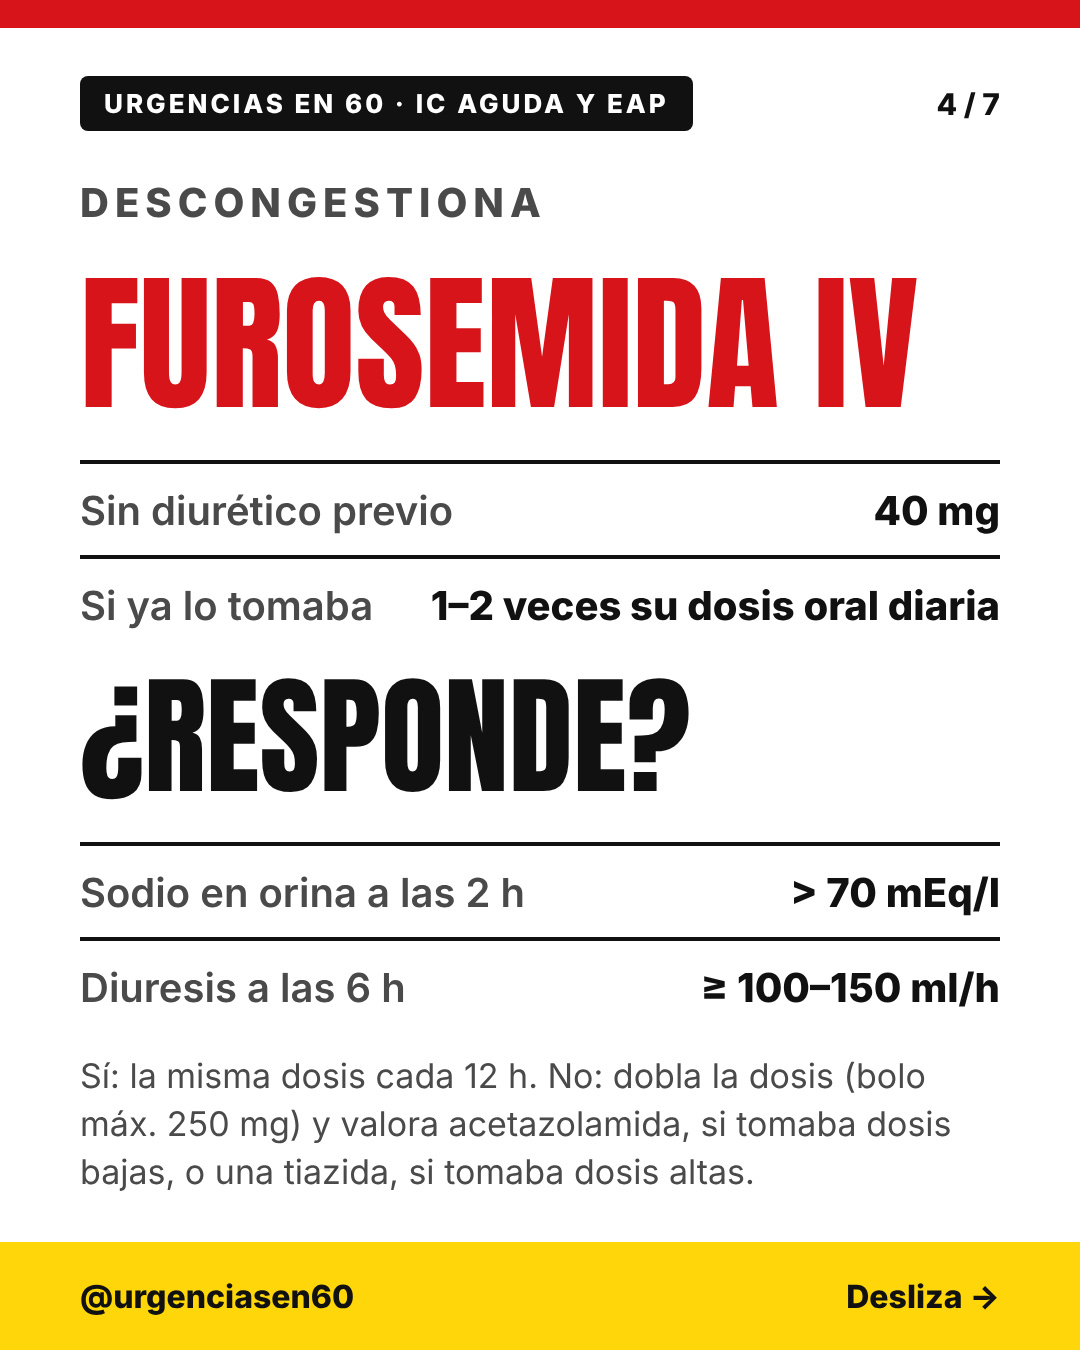 URGENCIAS EN 60 · IC AGUDA Y EAP
4 / 7
DESCONGESTIONA
FUROSEMIDA IV
Sin diurético previo 40 mg
Si ya lo tomaba 1–2 veces su dosis oral diaria
¿RESPONDE?
Sodio en orina a las 2 h > 70 mEq/l
Diuresis a las 6 h ≥ 100–150 ml/h
Sí: la misma dosis cada 12 h. No: dobla la dosis (bolo
máx. 250 mg) y valora acetazolamida, si tomaba dosis
bajas, o una tiazida, si tomaba dosis altas.
@urgenciasen60
Desliza →